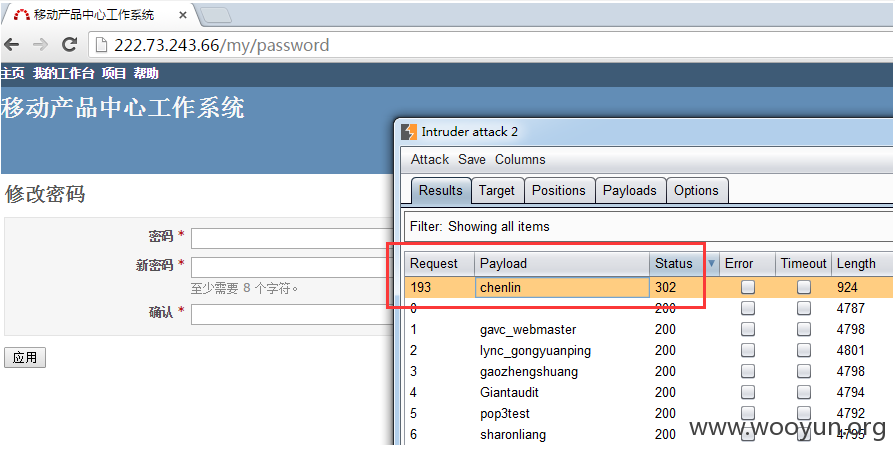 移动产品中心工作系统 ×
222.73.243.66/my/password
主页 我的工作台 项目 帮助
移动产品中心工作系统
修改密码
密码 *
新密码 *
至少需要 8 个字符。
确认 *
应用
Intruder attack 2
Attack Save Columns
Results Target Positions Payloads Options
Filter: Showing all items
Request Payload Status Error Timeout Length
193 chenlin 302 924
0 200 4787
1 gavc_webmaster 200 4798
2 lync_gongyuanping 200 4801
3 gaozhengshuang 200 4798
4 Giantaudit 200 4794
5 pop3test 200 4792
6 sharonliang 200 4795
www.wooyun.org